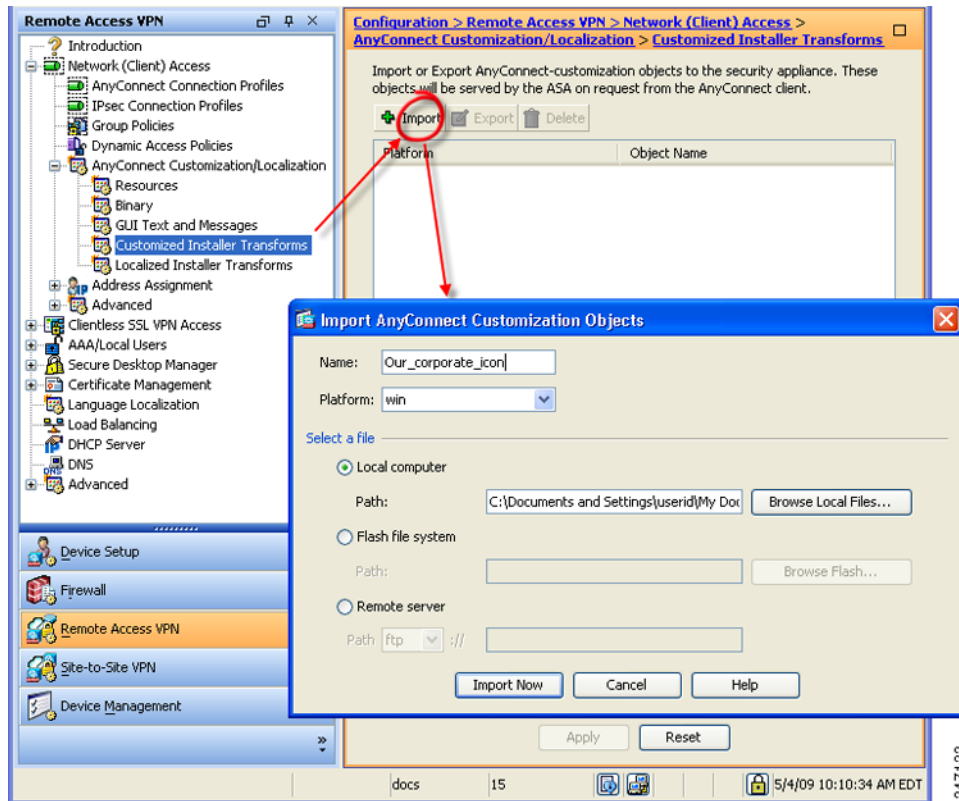 Remote Access VPN
Introduction
Network (Client) Access
AnyConnect Connection Profiles
IPsec Connection Profiles
Group Policies
Dynamic Access Policies
AnyConnect Customization/Localization
Resources
Binary
GUI Text and Messages
Customized Installer Transforms
Localized Installer Transforms
Address Assignment
Advanced
Clientless SSL VPN Access
AAA/Local Users
Secure Desktop Manager
Certificate Management
Language Localization
Load Balancing
DHCP Server
DNS
Advanced
Device Setup
Firewall
Remote Access VPN
Site-to-Site VPN
Device Management
Configuration > Remote Access VPN > Network (Client) Access >
AnyConnect Customization/Localization > Customized Installer Transforms
Import or Export AnyConnect-customization objects to the security appliance. These
objects will be served by the ASA on request from the AnyConnect client.
Import Export Delete
Platform Object Name
Import AnyConnect Customization Objects
Name: Our_corporate_icon
Platform: win
Select a file
Local computer
Path: C:\Documents and Settings\userid\My Doc Browse Local Files...
Flash file system
Path: Browse Flash...
Remote server
Path ftp ://
Import Now Cancel Help
Apply Reset
docs 15 5/4/09 10:10:34 AM EDT